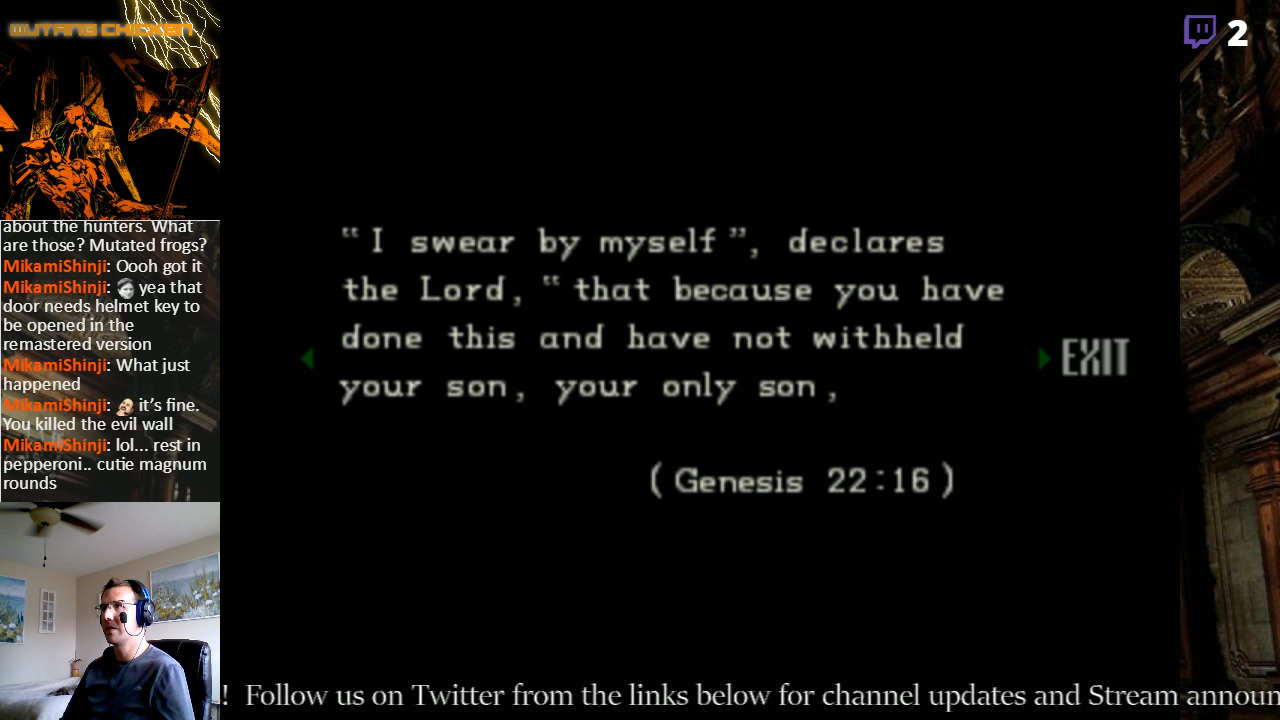 WUTANG CHICKEN
2
about the hunters. What
are those? Mutated frogs?
MikamiShinji: Oooh got it
MikamiShinji: yea that
door needs helmet key to
be opened in the
remastered version
MikamiShinji: What just
happened
MikamiShinji: it's fine.
You killed the evil wall
MikamiShinji: lol... rest in
pepperoni.. cutie magnum
rounds
"I swear by myself", declares
the Lord, "that because you have
done this and have not withheld
your son, your only son,
(Genesis 22:16)
EXIT
! Follow us on Twitter from the links below for channel updates and Stream announ